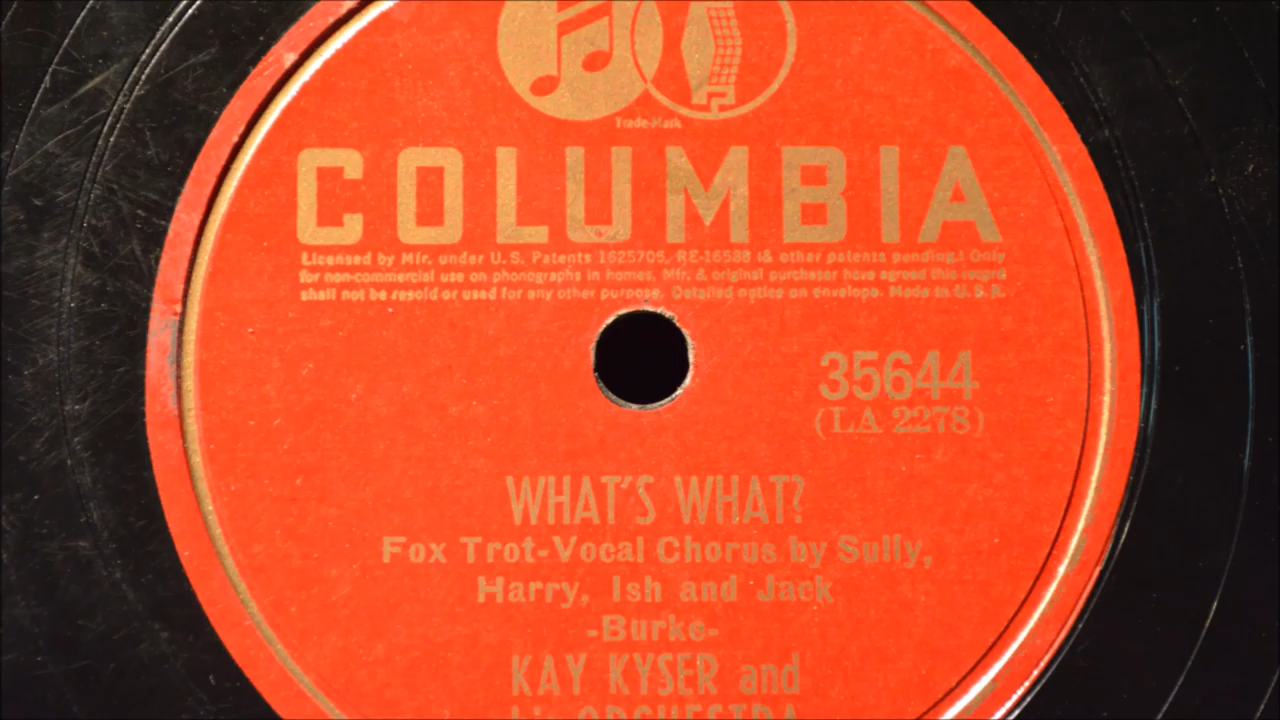 Trade-Mark
COLUMBIA
Licensed by Mfr. under U.S. Patents 1625705, RE-16588 (& other patents pending.) Only
for non-commercial use on phonographs in homes. Mfr. & original purchaser have agreed this record
shall not be resold or used for any other purpose. Detailed notice on envelope. Made in U.S.A.
35644
(LA 2278)
WHAT'S WHAT?
Fox Trot-Vocal Chorus by Sully,
Harry, Ish and Jack
-Burke-
KAY KYSER and
his ORCHESTRA